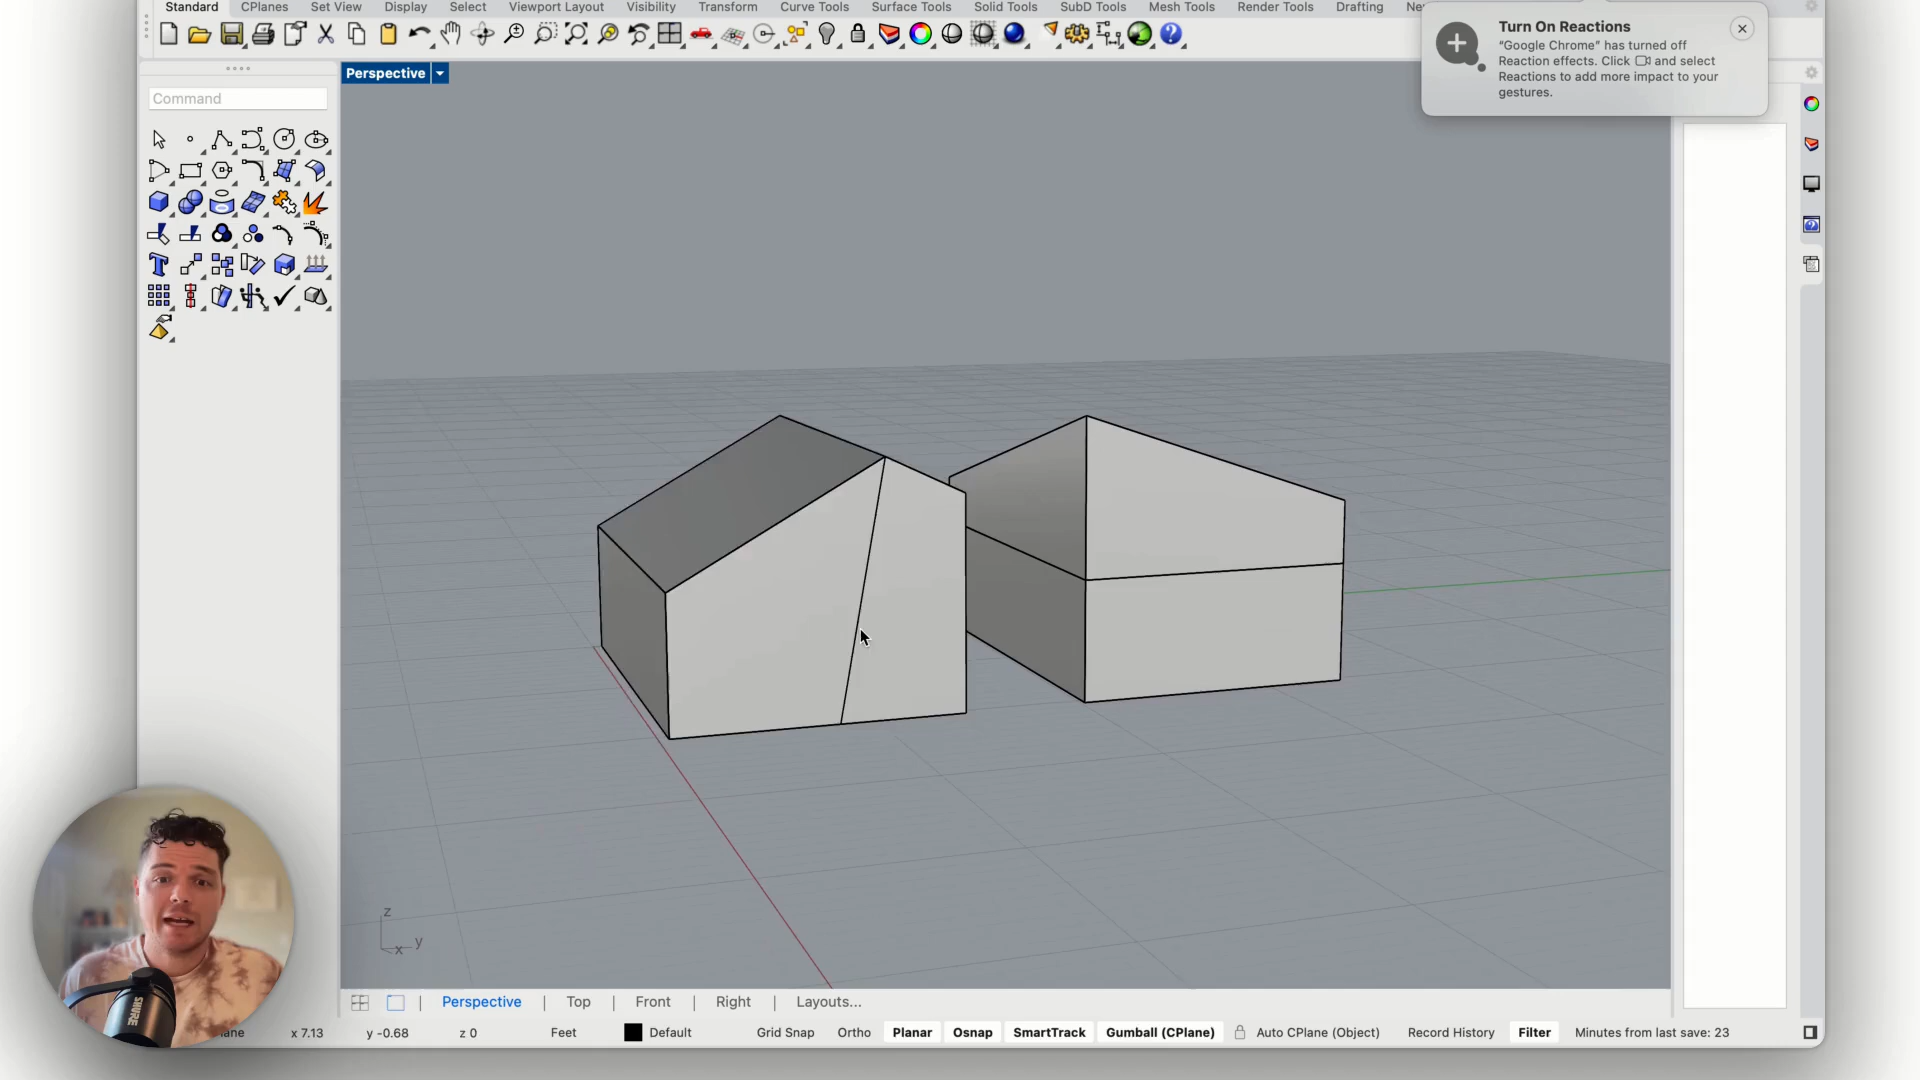 Standard CPlanes Set View Display Select Viewport Layout Visibility Transform Curve Tools Surface Tools Solid Tools SubD Tools Mesh Tools Render Tools Drafting
Turn On Reactions
“Google Chrome” has turned off
Reaction effects. Click and select
Reactions to add more impact to your
gestures.
Perspective
Command
z
x y
SHURE
Perspective | Top | Front | Right | Layouts...
x 7.13 y -0.68 z 0 Feet Default Grid Snap Ortho Planar Osnap SmartTrack Gumball (CPlane) Auto CPlane (Object) Record History Filter Minutes from last save: 23